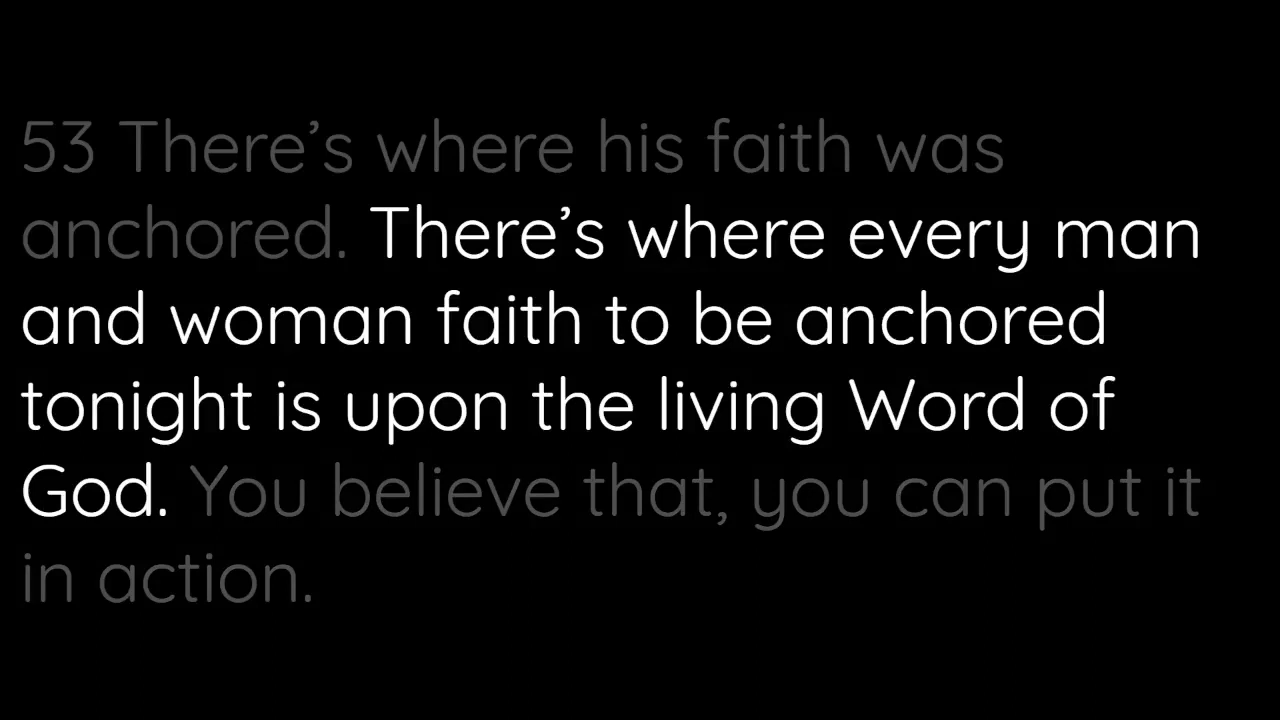 53 There’s where his faith was
anchored. There’s where every man
and woman faith to be anchored
tonight is upon the living Word of
God. You believe that, you can put it
in action.